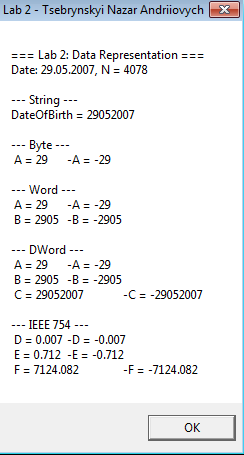 Lab 2 - Tsebrynskyi Nazar Andriiovych
=== Lab 2: Data Representation ===
Date: 29.05.2007, N = 4078
--- String ---
DateOfBirth = 29052007
--- Byte ---
A = 29 -A = -29
--- Word ---
A = 29 -A = -29
B = 2905 -B = -2905
--- DWord ---
A = 29 -A = -29
B = 2905 -B = -2905
C = 29052007 -C = -29052007
--- IEEE 754 ---
D = 0.007 -D = -0.007
E = 0.712 -E = -0.712
F = 7124.082 -F = -7124.082
OK